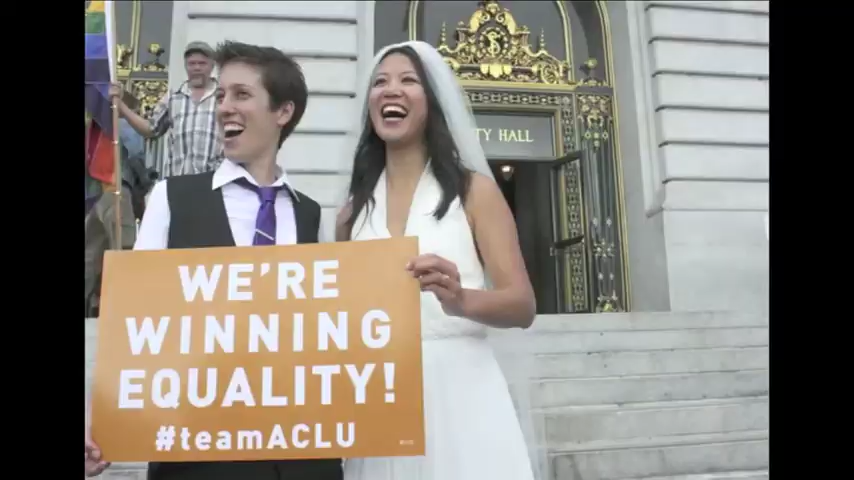 TY HALL
WE'RE
WINNING
EQUALITY!
#teamACLU